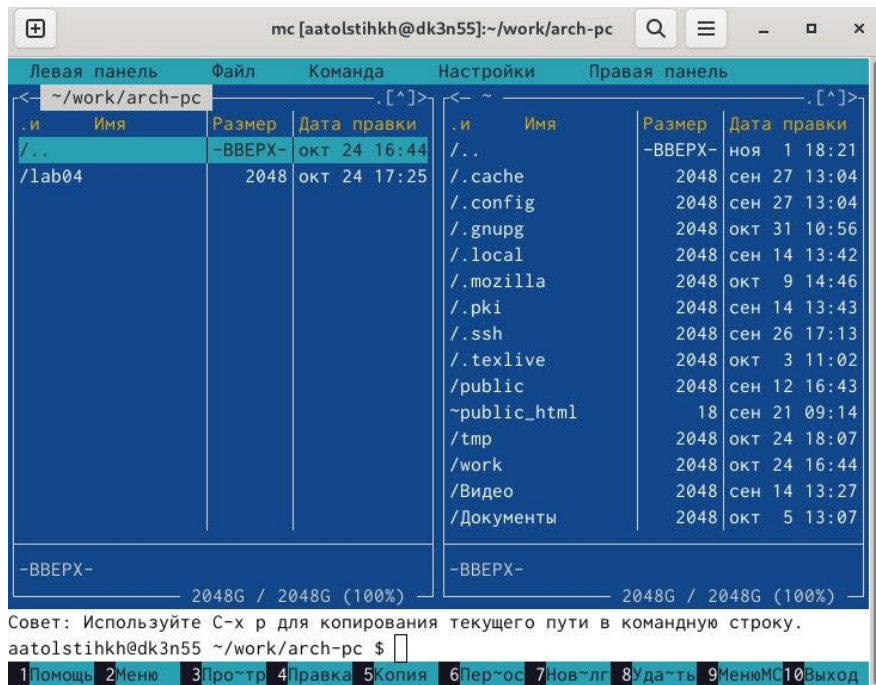 mc [aatolstihkh@dk3n55]:~/work/arch-pc
Левая панель Файл Команда Настройки Правая панель
<— ~/work/arch-pc .[^]> <— ~ .[^]>
.и Имя Размер Дата правки .и Имя Размер Дата правки
/.. -ВВЕРХ- окт 24 16:44 /.. -ВВЕРХ- ноя 1 18:21
/lab04 2048 окт 24 17:25 /.cache 2048 сен 27 13:04
/.config 2048 сен 27 13:04
/.gnupg 2048 окт 31 10:56
/.local 2048 сен 14 13:42
/.mozilla 2048 окт 9 14:46
/.pki 2048 сен 14 13:43
/.ssh 2048 сен 26 17:13
/.texlive 2048 окт 3 11:02
/public 2048 сен 12 16:43
~public_html 18 сен 21 09:14
/tmp 2048 окт 24 18:07
/work 2048 окт 24 16:44
/Видео 2048 сен 14 13:27
/Документы 2048 окт 5 13:07
-ВВЕРХ- -ВВЕРХ-
2048G / 2048G (100%) 2048G / 2048G (100%)
Совет: Используйте C-x p для копирования текущего пути в командную строку.
aatolstihkh@dk3n55 ~/work/arch-pc $
1Помощь 2Меню 3Про~тр 4Правка 5Копия 6Пер~ос 7Нов~лг 8Уда~ть 9МенюMC 10Выход